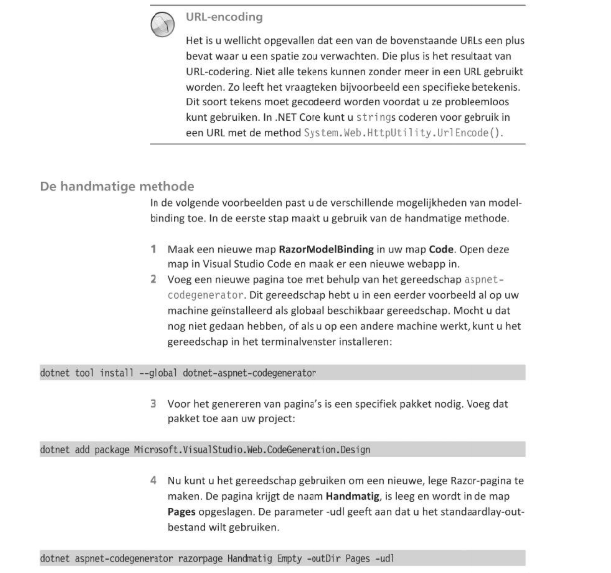 URL-encoding
Het is u wellicht opgevallen dat een van de bovenstaande URLs een plus
bevat waar u een spatie zou verwachten. Die plus is het resultaat van
URL-codering. Niet alle tekens kunnen zonder meer in een URL gebruikt
worden. Zo heeft het vraagteken bijvoorbeeld een specifieke betekenis.
Dit soort tekens moet gecodeerd worden voordat u ze probleemloos
kunt gebruiken. In .NET Core kunt u strings coderen voor gebruik in
een URL met de method System.Web.HttpUtility.UrlEncode().
De handmatige methode
In de volgende voorbeelden past u de verschillende mogelijkheden van model-
binding toe. In de eerste stap maakt u gebruik van de handmatige methode.
1 Maak een nieuwe map RazorModelBinding in uw map Code. Open deze
map in Visual Studio Code en maak er een nieuwe webapp in.
2 Voeg een nieuwe pagina toe met behulp van het gereedschap aspnet-
codegenerator. Dit gereedschap hebt u in een eerder voorbeeld al op uw
machine geïnstalleerd als globaal beschikbaar gereedschap. Mocht u dat
nog niet gedaan hebben, of als u op een andere machine werkt, kunt u het
gereedschap in het terminalvenster installeren:
dotnet tool install --global dotnet-aspnet-codegenerator
3 Voor het genereren van pagina's is een specifiek pakket nodig. Voeg dat
pakket toe aan uw project:
dotnet add package Microsoft.VisualStudio.Web.CodeGeneration.Design
4 Nu kunt u het gereedschap gebruiken om een nieuwe, lege Razor-pagina te
maken. De pagina krijgt de naam Handmatig, is leeg en wordt in de map
Pages opgeslagen. De parameter -udl geeft aan dat u het standaardlay-out-
bestand wilt gebruiken.
dotnet aspnet-codegenerator razorpage Handmatig Empty -outDir Pages -udl